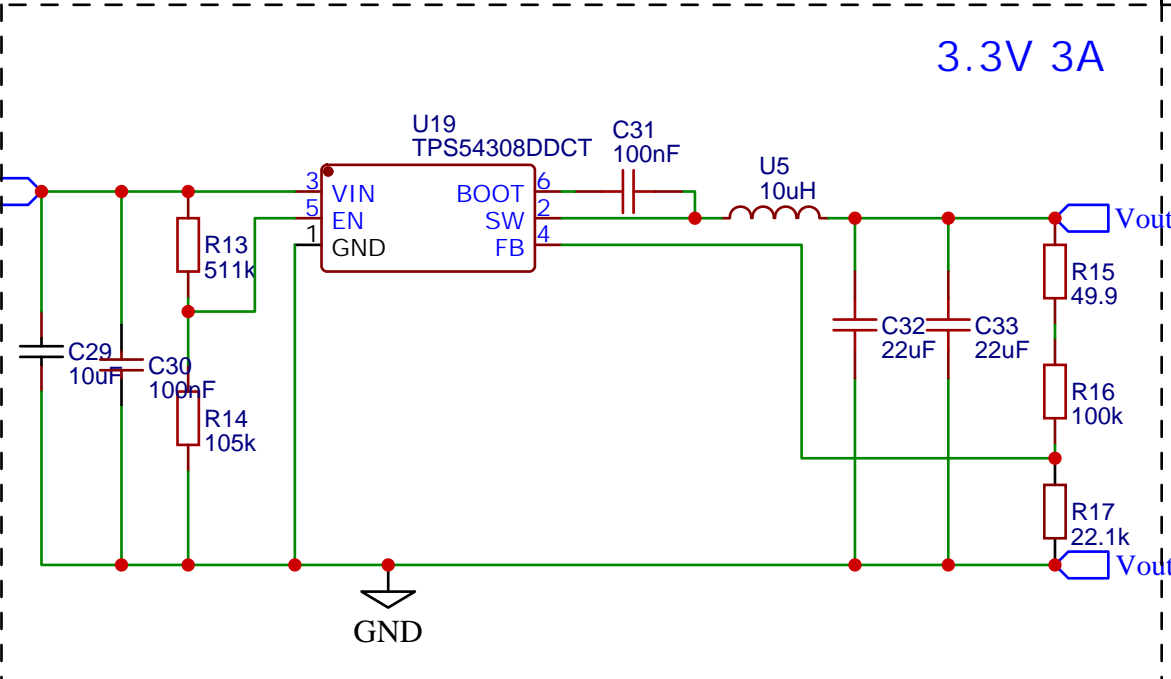 3.3V 3A
U19
TPS54308DDCT
C31
100nF
U5
10uH
3
VIN
BOOT
6
5
EN
SW
2
1
GND
FB
4
Vout
R13
511k
R15
49.9
C29
10uF
C30
100nF
C32
22uF
C33
22uF
R14
105k
R16
100k
R17
22.1k
Vout
GND